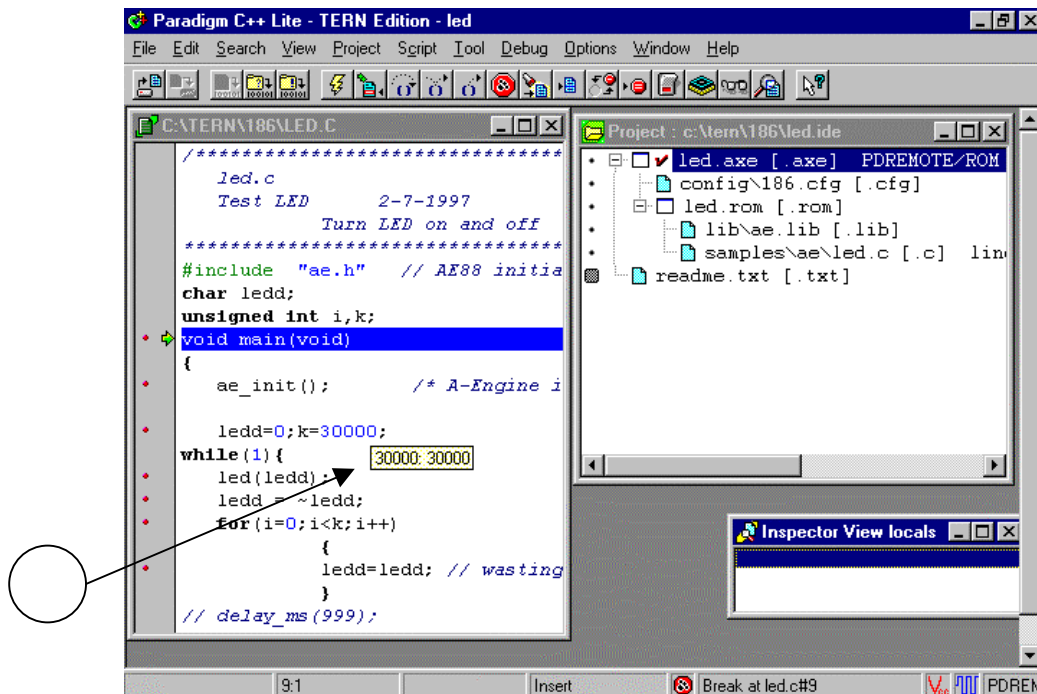 Paradigm C++ Lite - TERN Edition - led
File Edit Search View Project Script Tool Debug Options Window Help
C:\TERN\186\LED.C
/********************************
led.c
Test LED 2-7-1997
Turn LED on and off
*********************************
#include "ae.h" // AE88 initia
char ledd;
unsigned int i,k;
void main(void)
{
ae_init(); /* A-Engine i
ledd=0;k=30000;
while(1){
30000: 30000
led(ledd);
ledd = ~ledd;
for(i=0;i<k;i++)
{
ledd=ledd; // wasting
}
// delay_ms(999);
Project : c:\tern\186\led.ide
led.axe [.axe] PDREMOTE/ROM
config\186.cfg [.cfg]
led.rom [.rom]
lib\ae.lib [.lib]
samples\ae\led.c [.c] lin
readme.txt [.txt]
Inspector View locals
9:1 Insert Break at led.c#9 Vcc PDREM